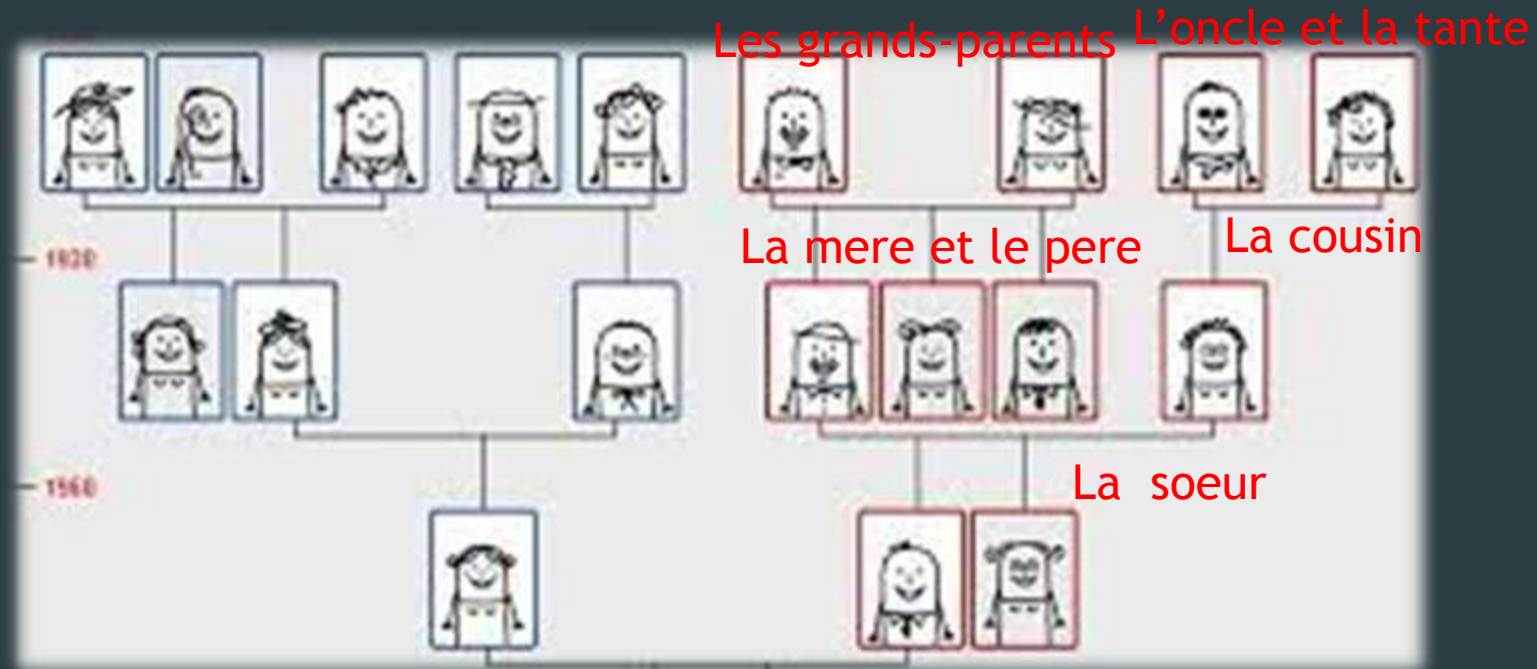 Les grands-parents
L'oncle et la tante
La mere et le pere
La cousin
1920
La soeur
1960